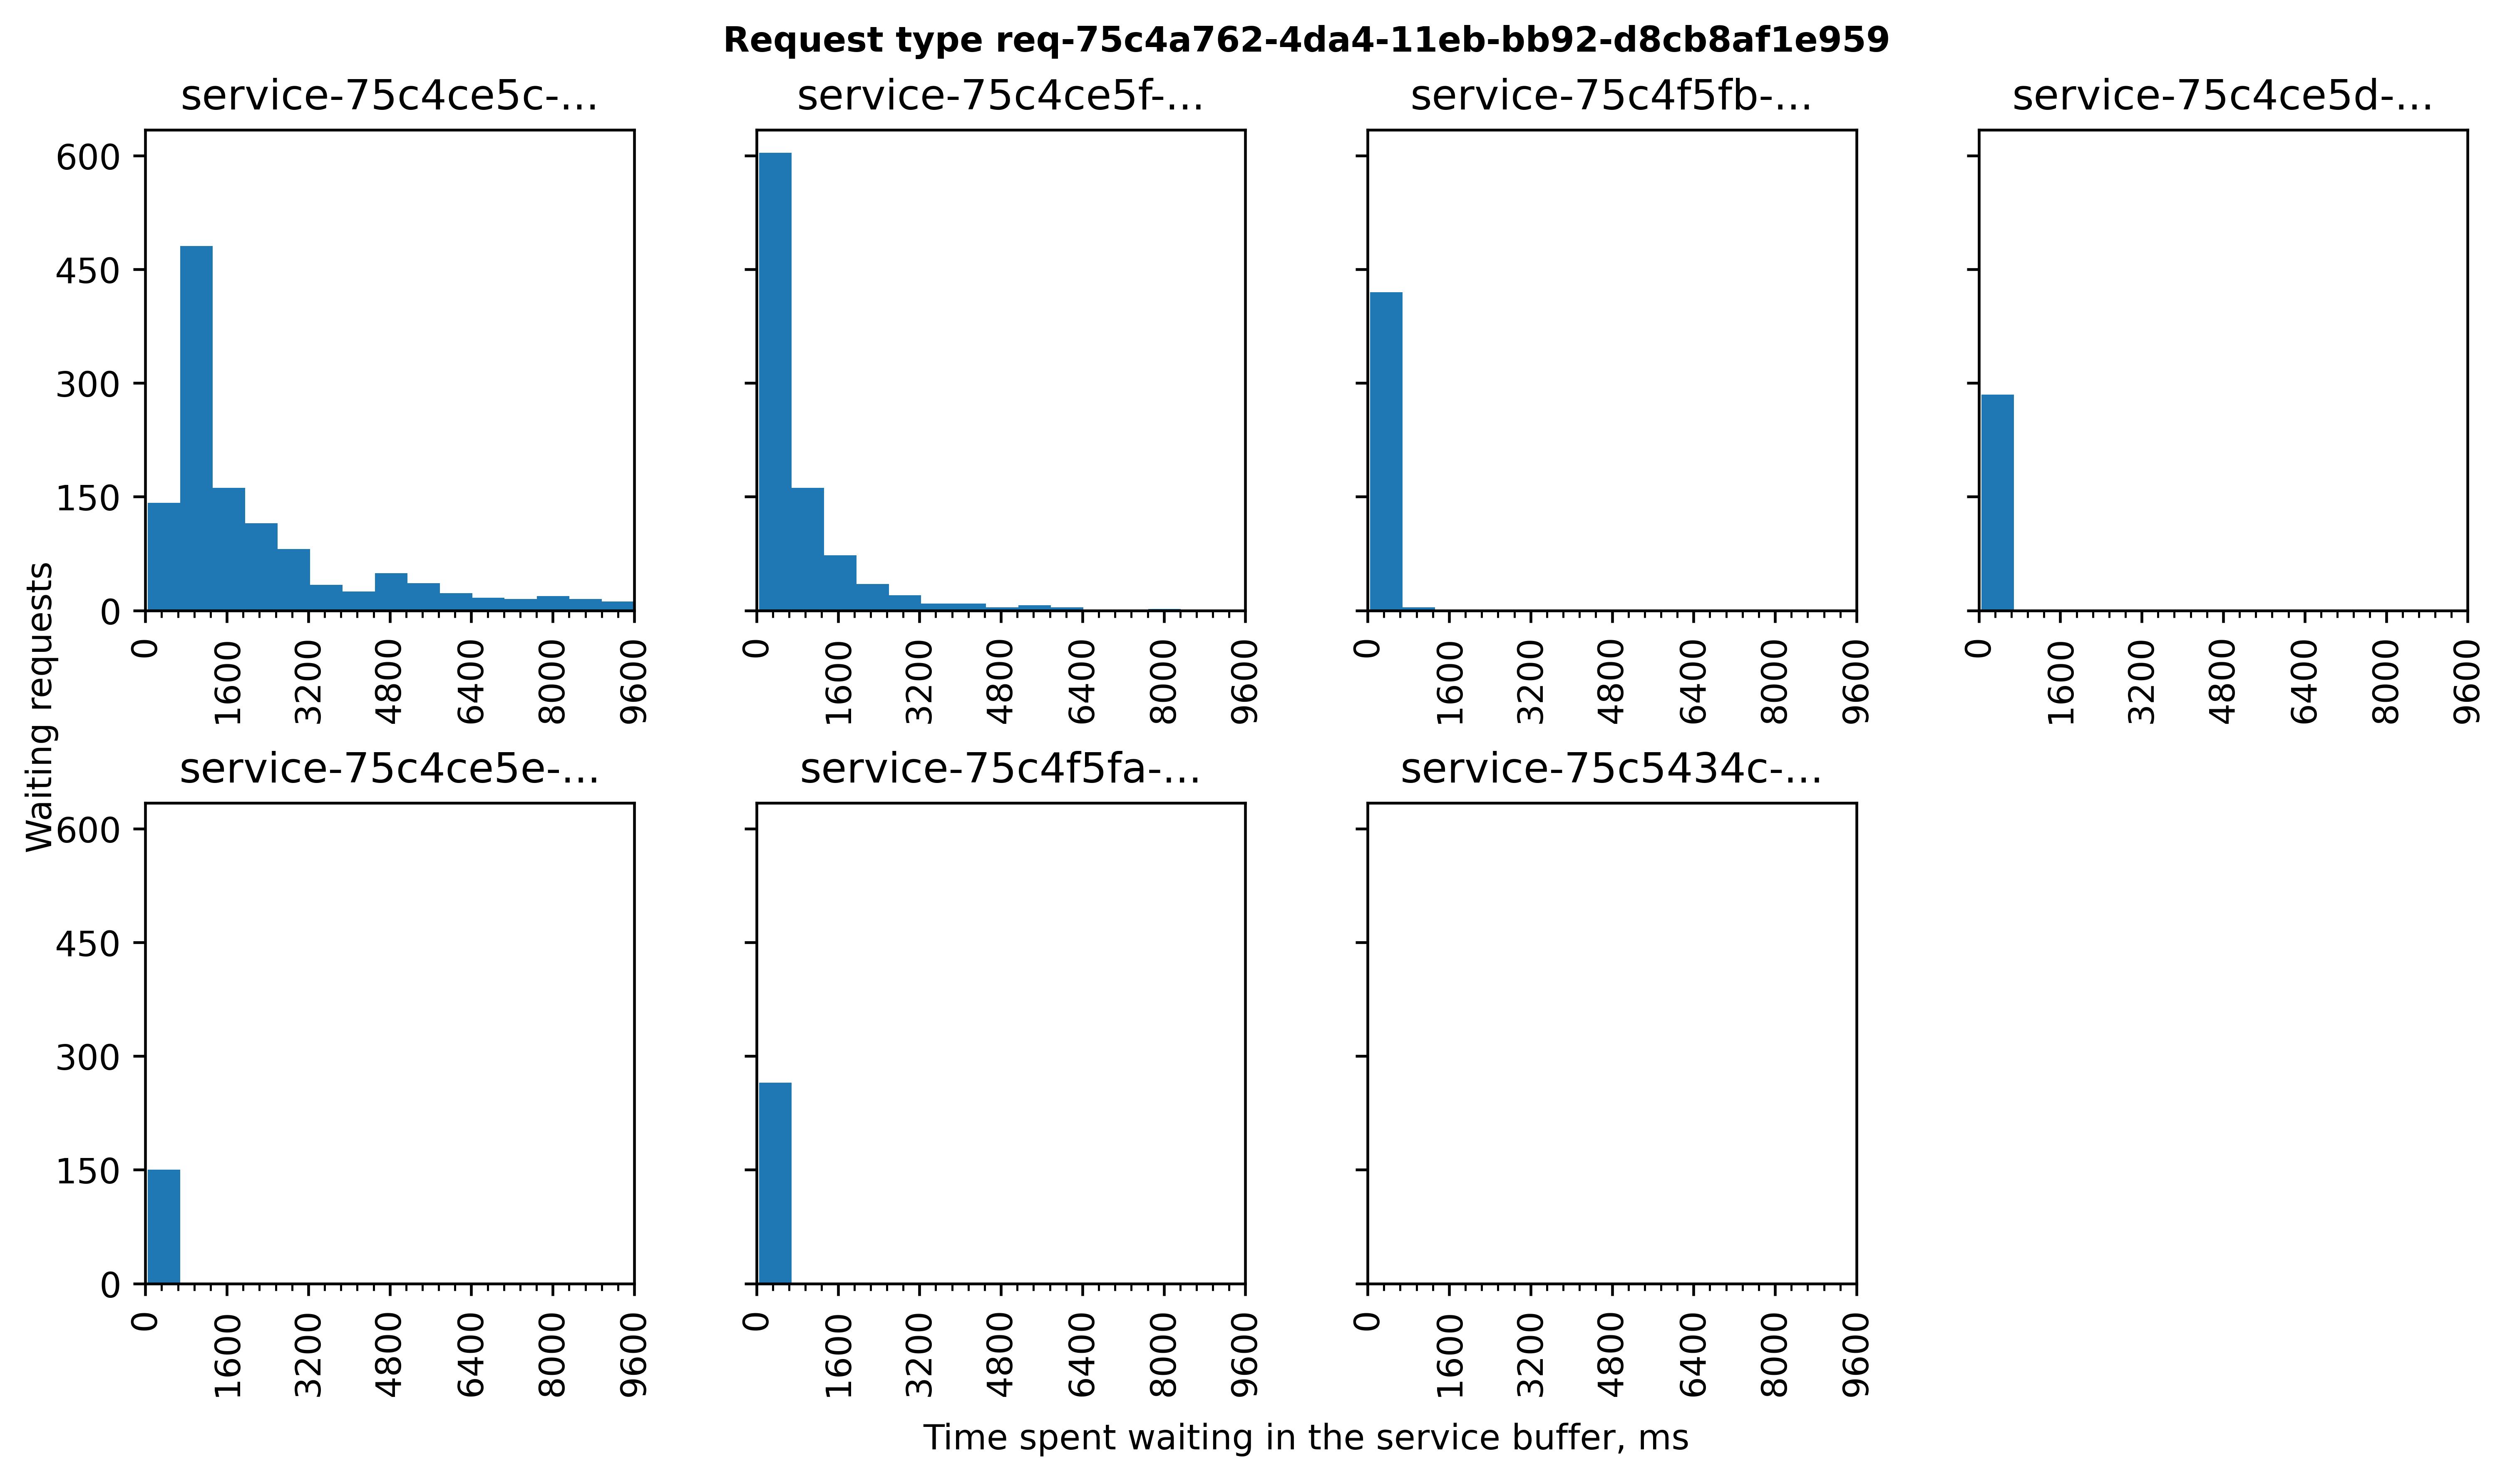 Request type req-75c4a762-4da4-11eb-bb92-d8cb8af1e959
service-75c4ce5c-...
service-75c4ce5f-...
service-75c4f5fb-...
service-75c4ce5d-...
600
450
300
150
0
0 1600 3200 4800 6400 8000 9600
0 1600 3200 4800 6400 8000 9600
0 1600 3200 4800 6400 8000 9600
0 1600 3200 4800 6400 8000 9600
Waiting requests
service-75c4ce5e-...
service-75c4f5fa-...
service-75c5434c-...
600
450
300
150
0
0 1600 3200 4800 6400 8000 9600
0 1600 3200 4800 6400 8000 9600
0 1600 3200 4800 6400 8000 9600
Time spent waiting in the service buffer, ms